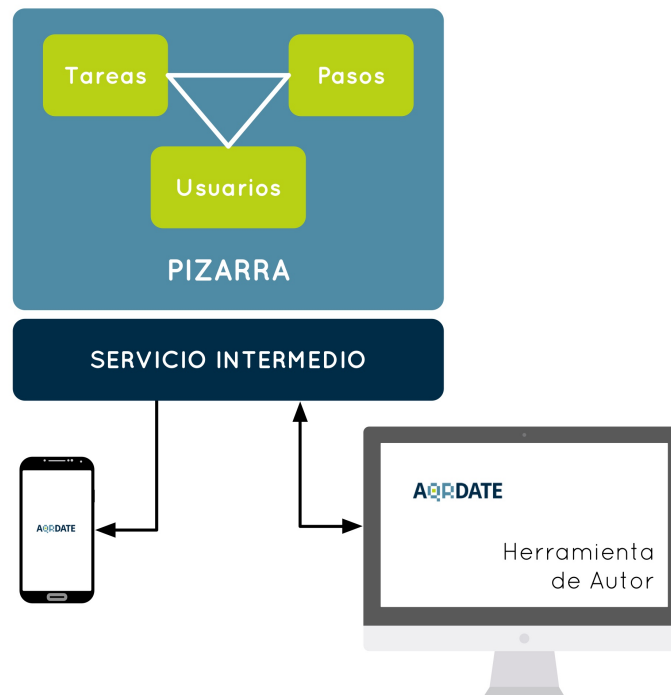 Tareas
Pasos
Usuarios
PIZARRA
SERVICIO INTERMEDIO
AQRDATE
AQRDATE
Herramienta
de Autor